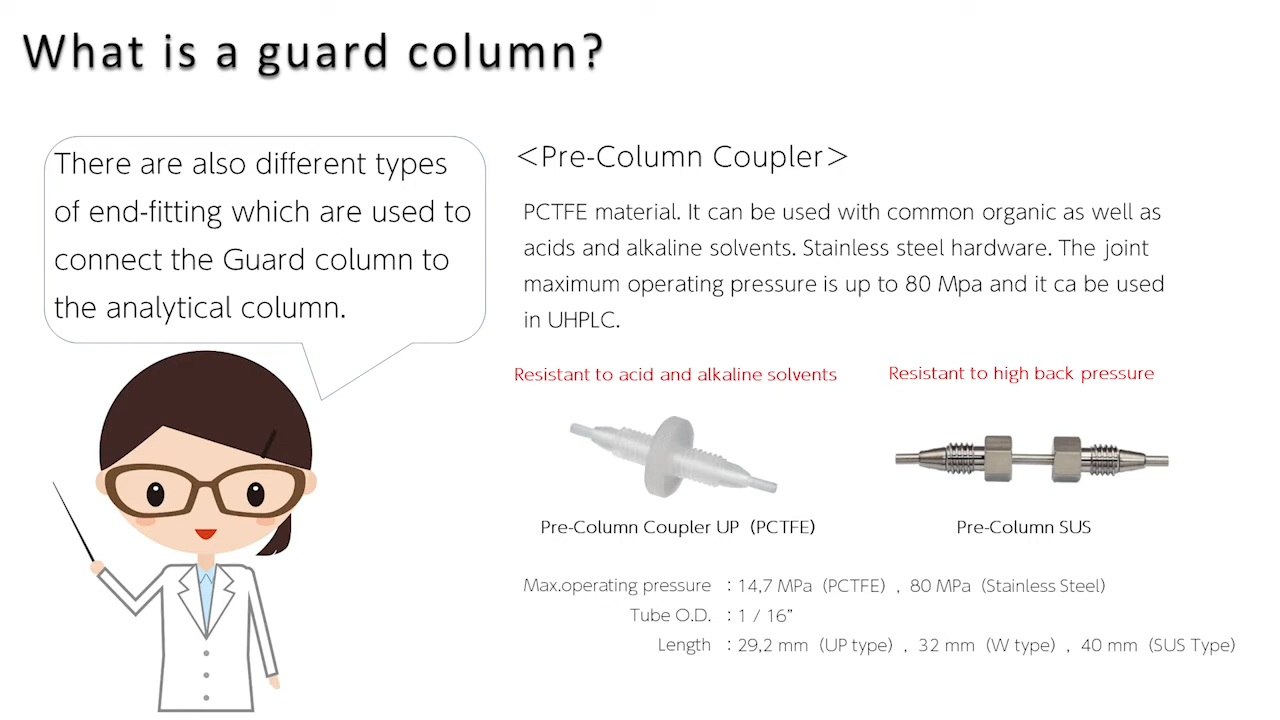 What is a guard column?
There are also different types
of end-fitting which are used to
connect the Guard column to
the analytical column.
＜Pre-Column Coupler＞
PCTFE material. It can be used with common organic as well as
acids and alkaline solvents. Stainless steel hardware. The joint
maximum operating pressure is up to 80 Mpa and it ca be used
in UHPLC.
Resistant to acid and alkaline solvents
Resistant to high back pressure
Pre-Column Coupler UP（PCTFE）
Pre-Column SUS
Max.operating pressure ：14,7 MPa（PCTFE）, 80 MPa（Stainless Steel）
Tube O.D. ：1 / 16”
Length ：29,2 mm（UP type）, 32 mm（W type）, 40 mm（SUS Type）